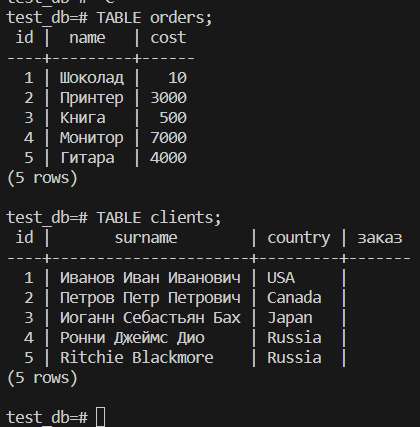 test_db=# TABLE orders;
 id |  name   | cost
----+---------+------
  1 | Шоколад |   10
  2 | Принтер | 3000
  3 | Книга   |  500
  4 | Монитор | 7000
  5 | Гитара  | 4000
(5 rows)

test_db=# TABLE clients;
 id |       surname        | country | заказ
----+----------------------+---------+-------
  1 | Иванов Иван Иванович | USA     |
  2 | Петров Петр Петрович | Canada  |
  3 | Иоганн Себастьян Бах | Japan   |
  4 | Ронни Джеймс Дио     | Russia  |
  5 | Ritchie Blackmore    | Russia  |
(5 rows)

test_db=#